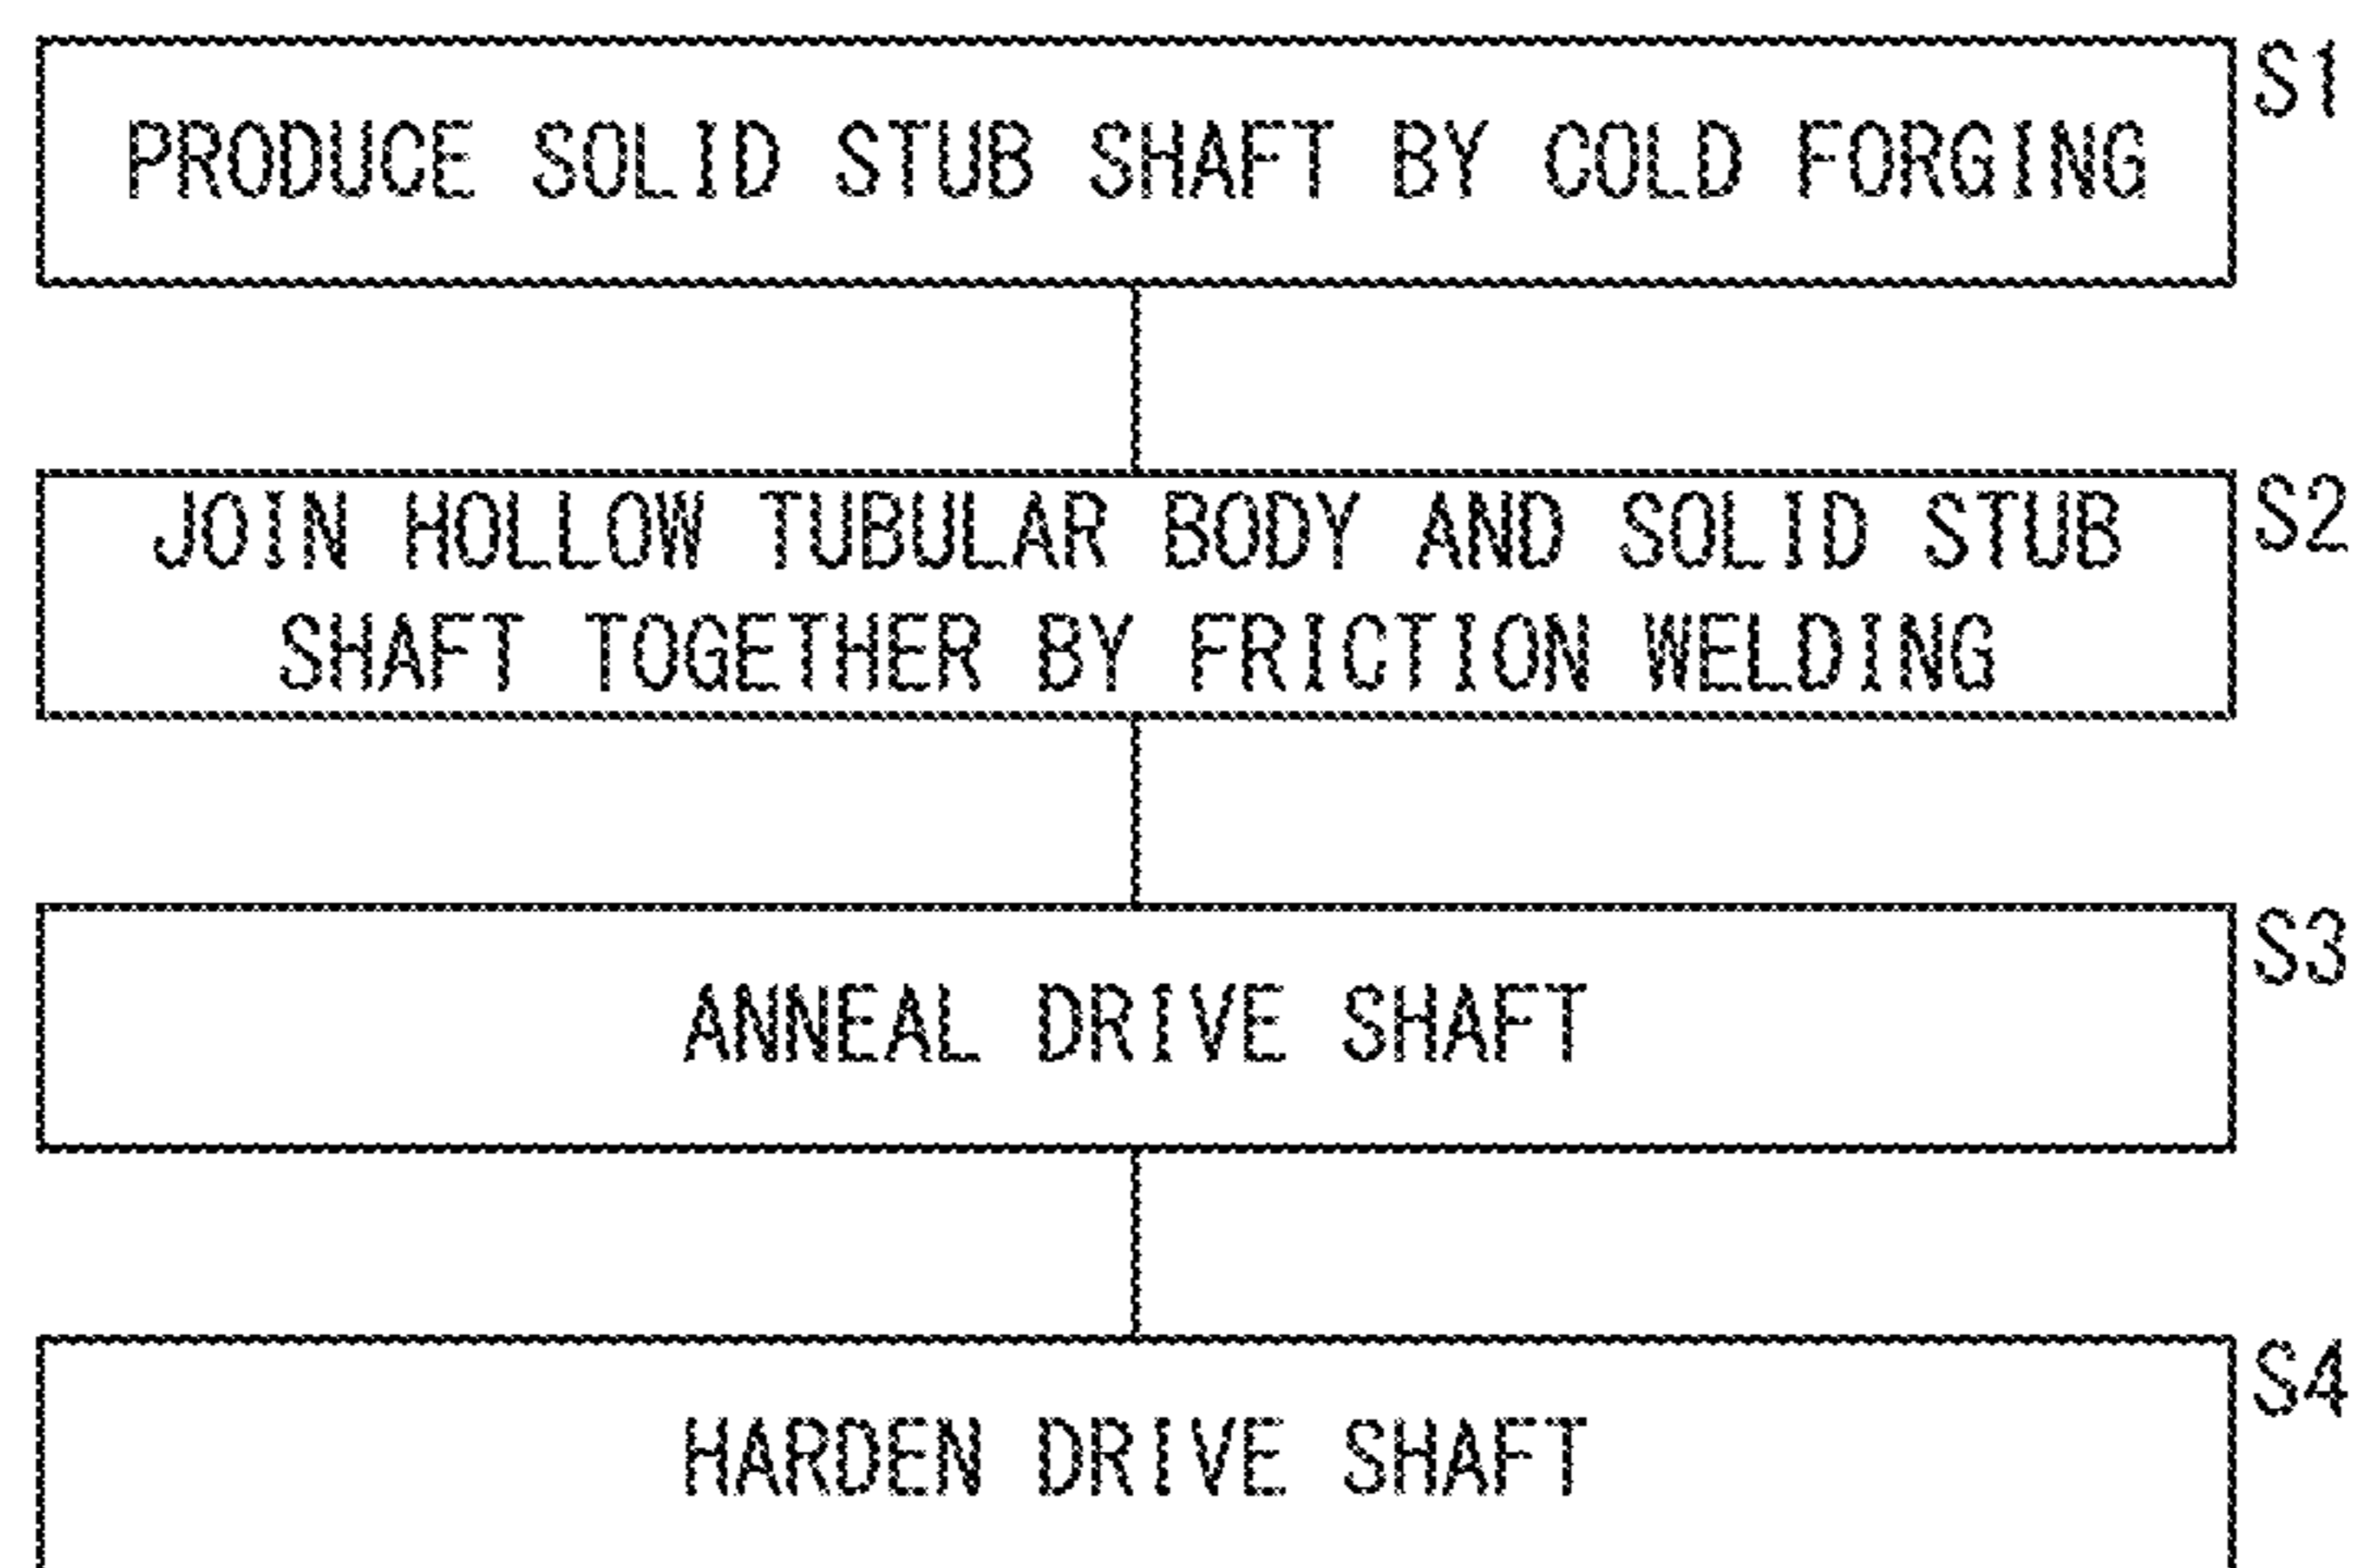 PRODUCE SOLID STUB SHAFT BY COLD FORGING
S1
JOIN HOLLOW TUBULAR BODY AND SOLID STUB
SHAFT TOGETHER BY FRICTION WELDING
S2
ANNEAL DRIVE SHAFT
S3
HARDEN DRIVE SHAFT
S4